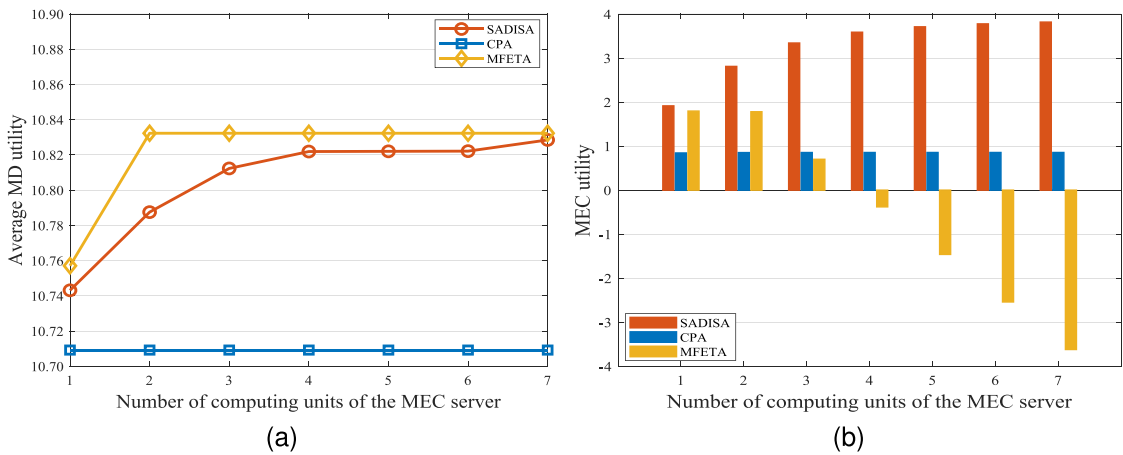 10.90
10.88
10.86
10.84
10.82
10.80
10.78
10.76
10.74
10.72
10.70
Average MD utility
SADISA
CPA
MFETA
1 2 3 4 5 6 7
Number of computing units of the MEC server
(a)
4
3
2
1
0
-1
-2
-3
-4
MEC utility
SADISA
CPA
MFETA
1 2 3 4 5 6 7
Number of computing units of the MEC server
(b)